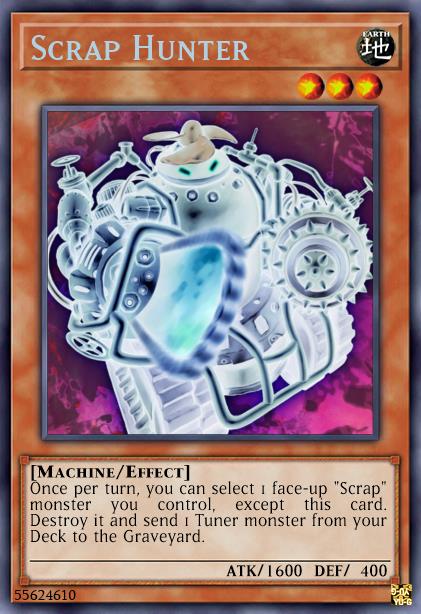 Scrap Hunter
EARTH
地
[Machine/Effect]
Once per turn, you can select 1 face-up "Scrap"
monster you control, except this card.
Destroy it and send 1 Tuner monster from your
Deck to the Graveyard.
ATK/1600 DEF/ 400
55624610